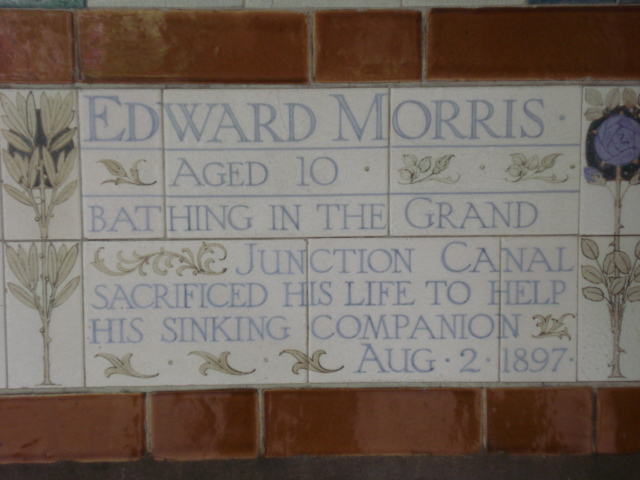 EDWARD MORRIS ·
AGED 10 ·
BATHING IN THE GRAND
JUNCTION CANAL
SACRIFICED HIS LIFE TO HELP
HIS SINKING COMPANION
AUG · 2 · 1897 ·